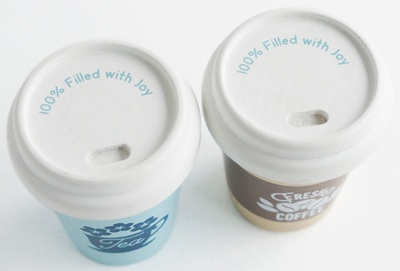 100% Filled with Joy
100% Filled with Joy
Tea
FRESH
COFFEE